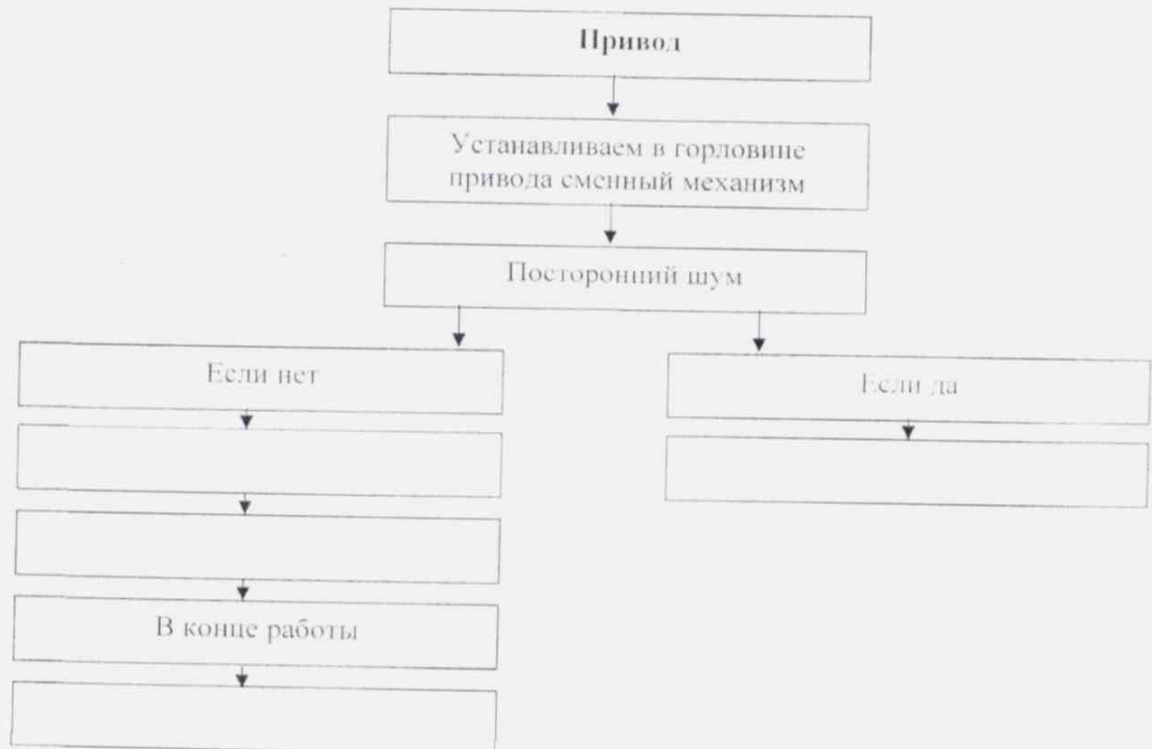 Привод
Устанавливаем в горловине
привода сменный механизм
Посторонний шум
Если нет
Если да
В конце работы